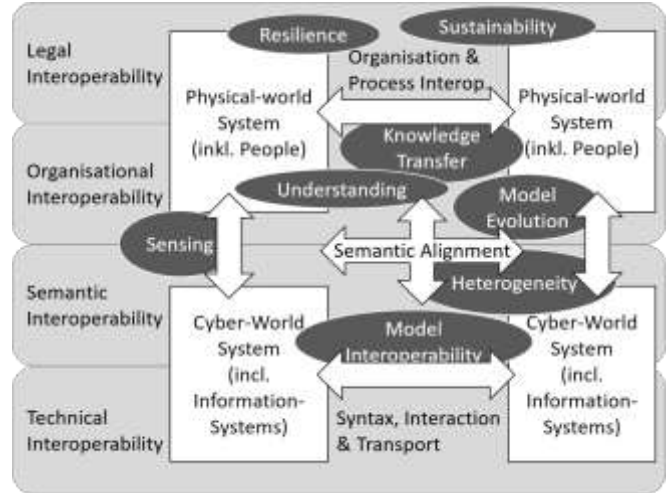 Resilience
Sustainability
Legal
Interoperability
Organisation &
Process Interop.
Physical-world
System
(inkl. People)
Physical-world
System
(inkl. People)
Knowledge
Transfer
Organisational
Interoperability
Understanding
Model
Evolution
Sensing
Semantic Alignment
Heterogeneity
Semantic
Interoperability
Cyber-World
System
(incl.
Information-
Systems)
Model
Interoperability
Cyber-World
System
(incl.
Information-
Systems)
Technical
Interoperability
Syntax, Interaction
& Transport